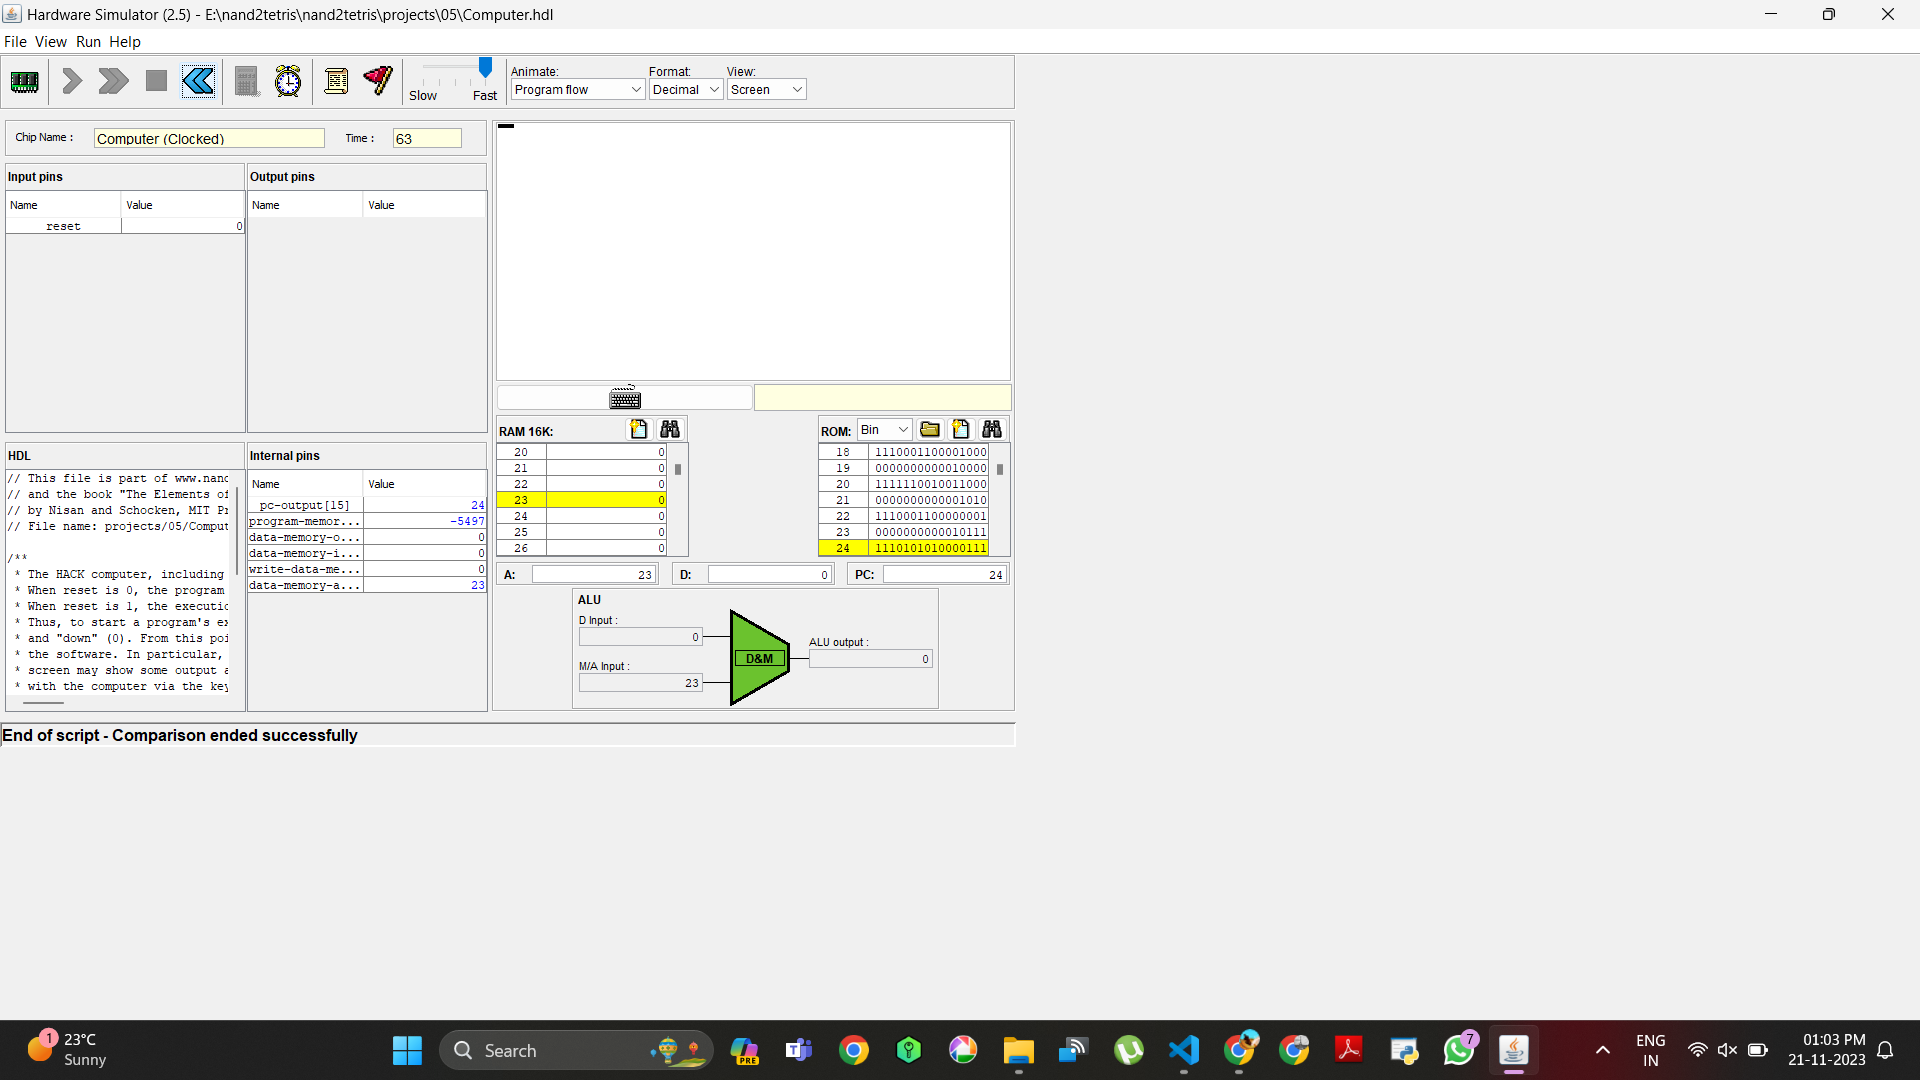 Hardware Simulator (2.5) - E:\nand2tetris\nand2tetris\projects\05\Computer.hdl
File View Run Help
Slow Fast
Animate: Format: View:
Program flow Decimal Screen
Chip Name : Computer (Clocked) Time : 63
Input pins
Name Value
reset 0
Output pins
Name Value
HDL
// This file is part of www.nand
// and the book "The Elements of
// by Nisan and Schocken, MIT Pr
// File name: projects/05/Comput
/**
* The HACK computer, including
* When reset is 0, the program
* When reset is 1, the executio
* Thus, to start a program's ex
* and "down" (0). From this poi
* the software. In particular,
* screen may show some output a
* with the computer via the key
Internal pins
Name Value
pc-output[15] 24
program-memor... -5497
data-memory-o... 0
data-memory-i... 0
write-data-me... 0
data-memory-a... 23
RAM 16K:
20 0
21 0
22 0
23 0
24 0
25 0
26 0
ROM: Bin
18 1110001100001000
19 0000000000010000
20 1111110010011000
21 0000000000001010
22 1110001100000001
23 0000000000010111
24 1110101010000111
A: 23 D: 0 PC: 24
ALU
D Input :
0
M/A Input :
23
D&M
ALU output :
0
End of script - Comparison ended successfully
1
23°C
Sunny
Search
PRE
7
ENG
IN
01:03 PM
21-11-2023